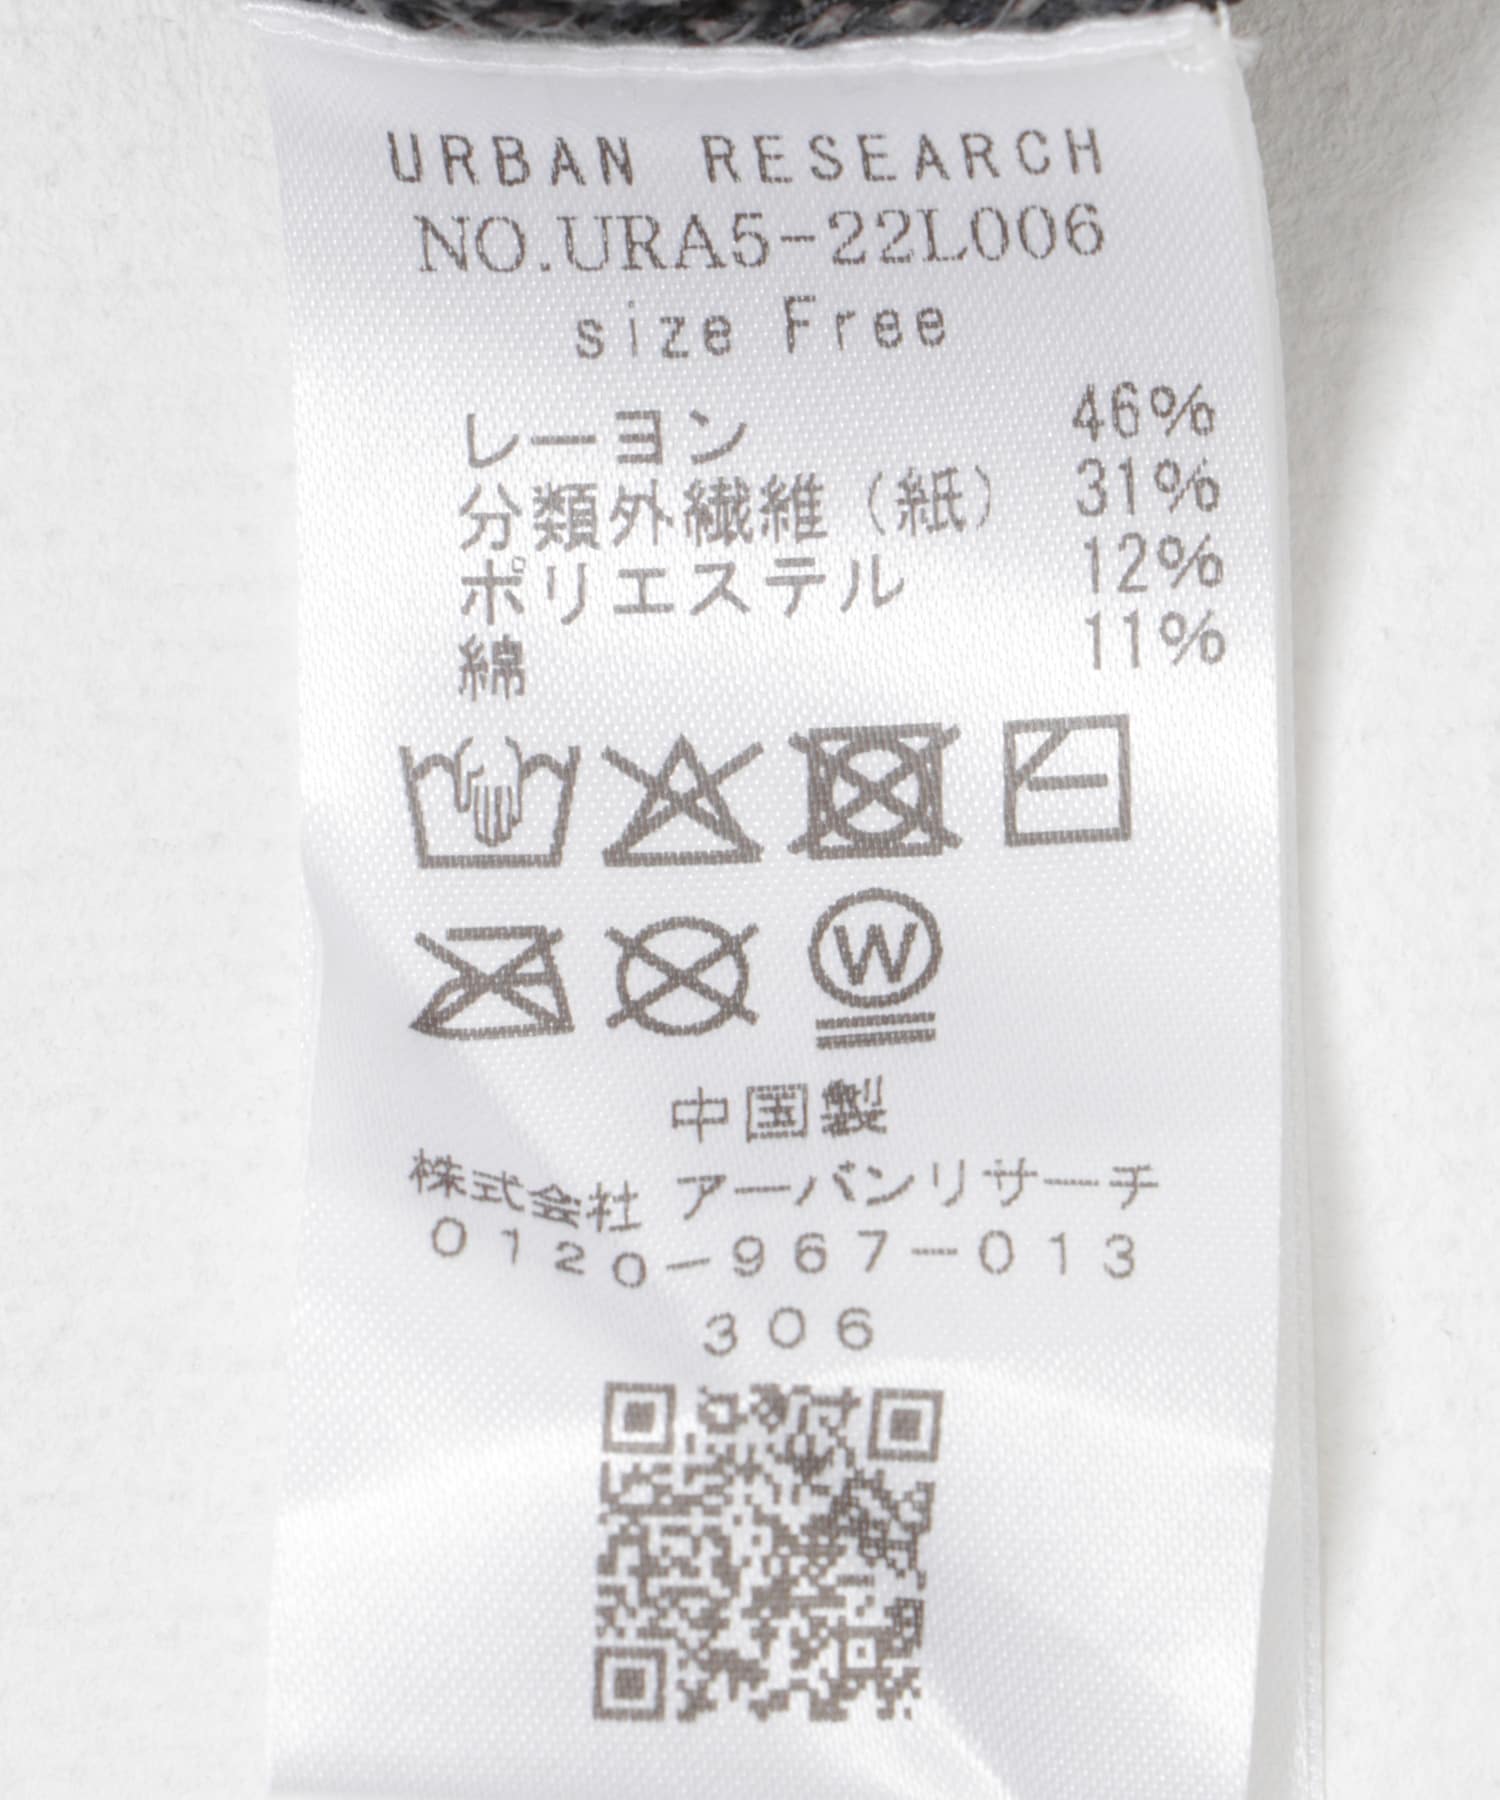 URBAN RESEARCH
NO.URA5-22L006
size Free
レーヨン 46%
分類外繊維（紙） 31%
ポリエステル 12%
綿 11%
W
中国製
株式会社 アーバンリサーチ
0120-967-013
306